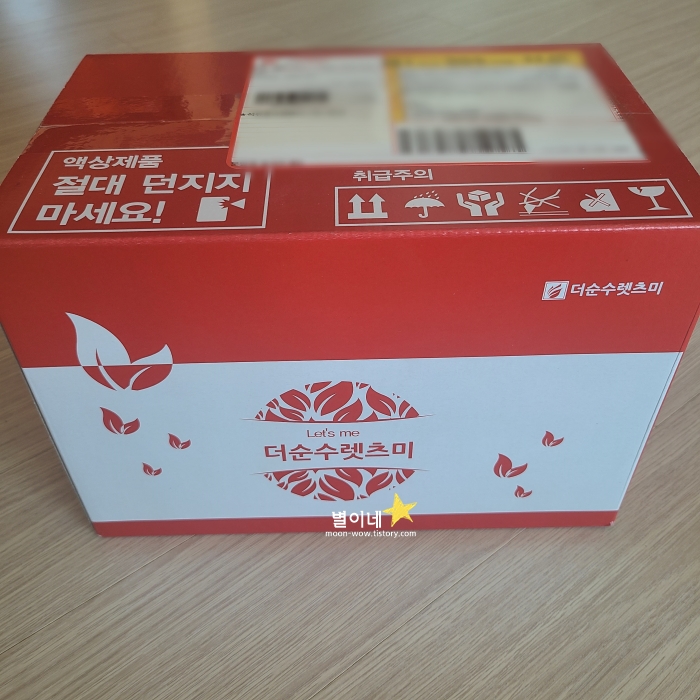 액상제품
절대 던지지
마세요!
취급주의
더순수렛츠미
Let's me
더순수렛츠미
별이네
moon-wow.tistory.com